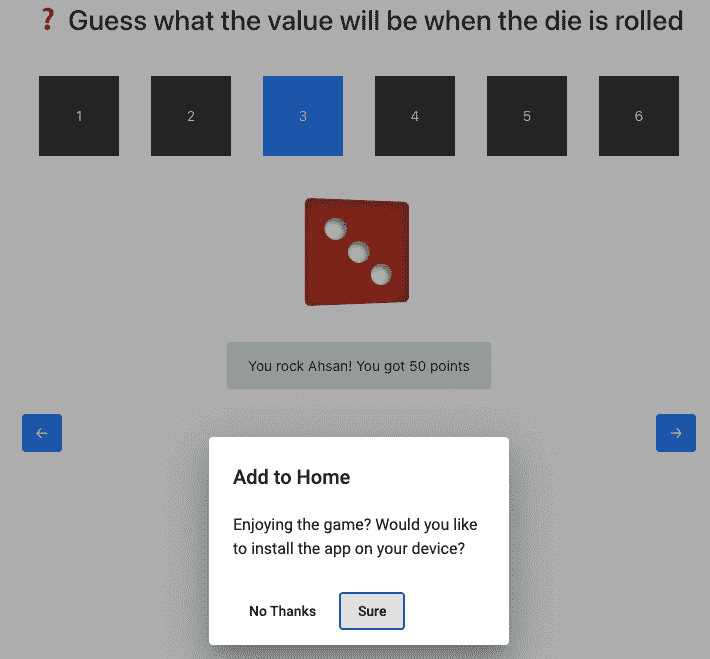 ❓ Guess what the value will be when the die is rolled
1 2 3 4 5 6
You rock Ahsan! You got 50 points
← →
Add to Home
Enjoying the game? Would you like
to install the app on your device?
No Thanks Sure